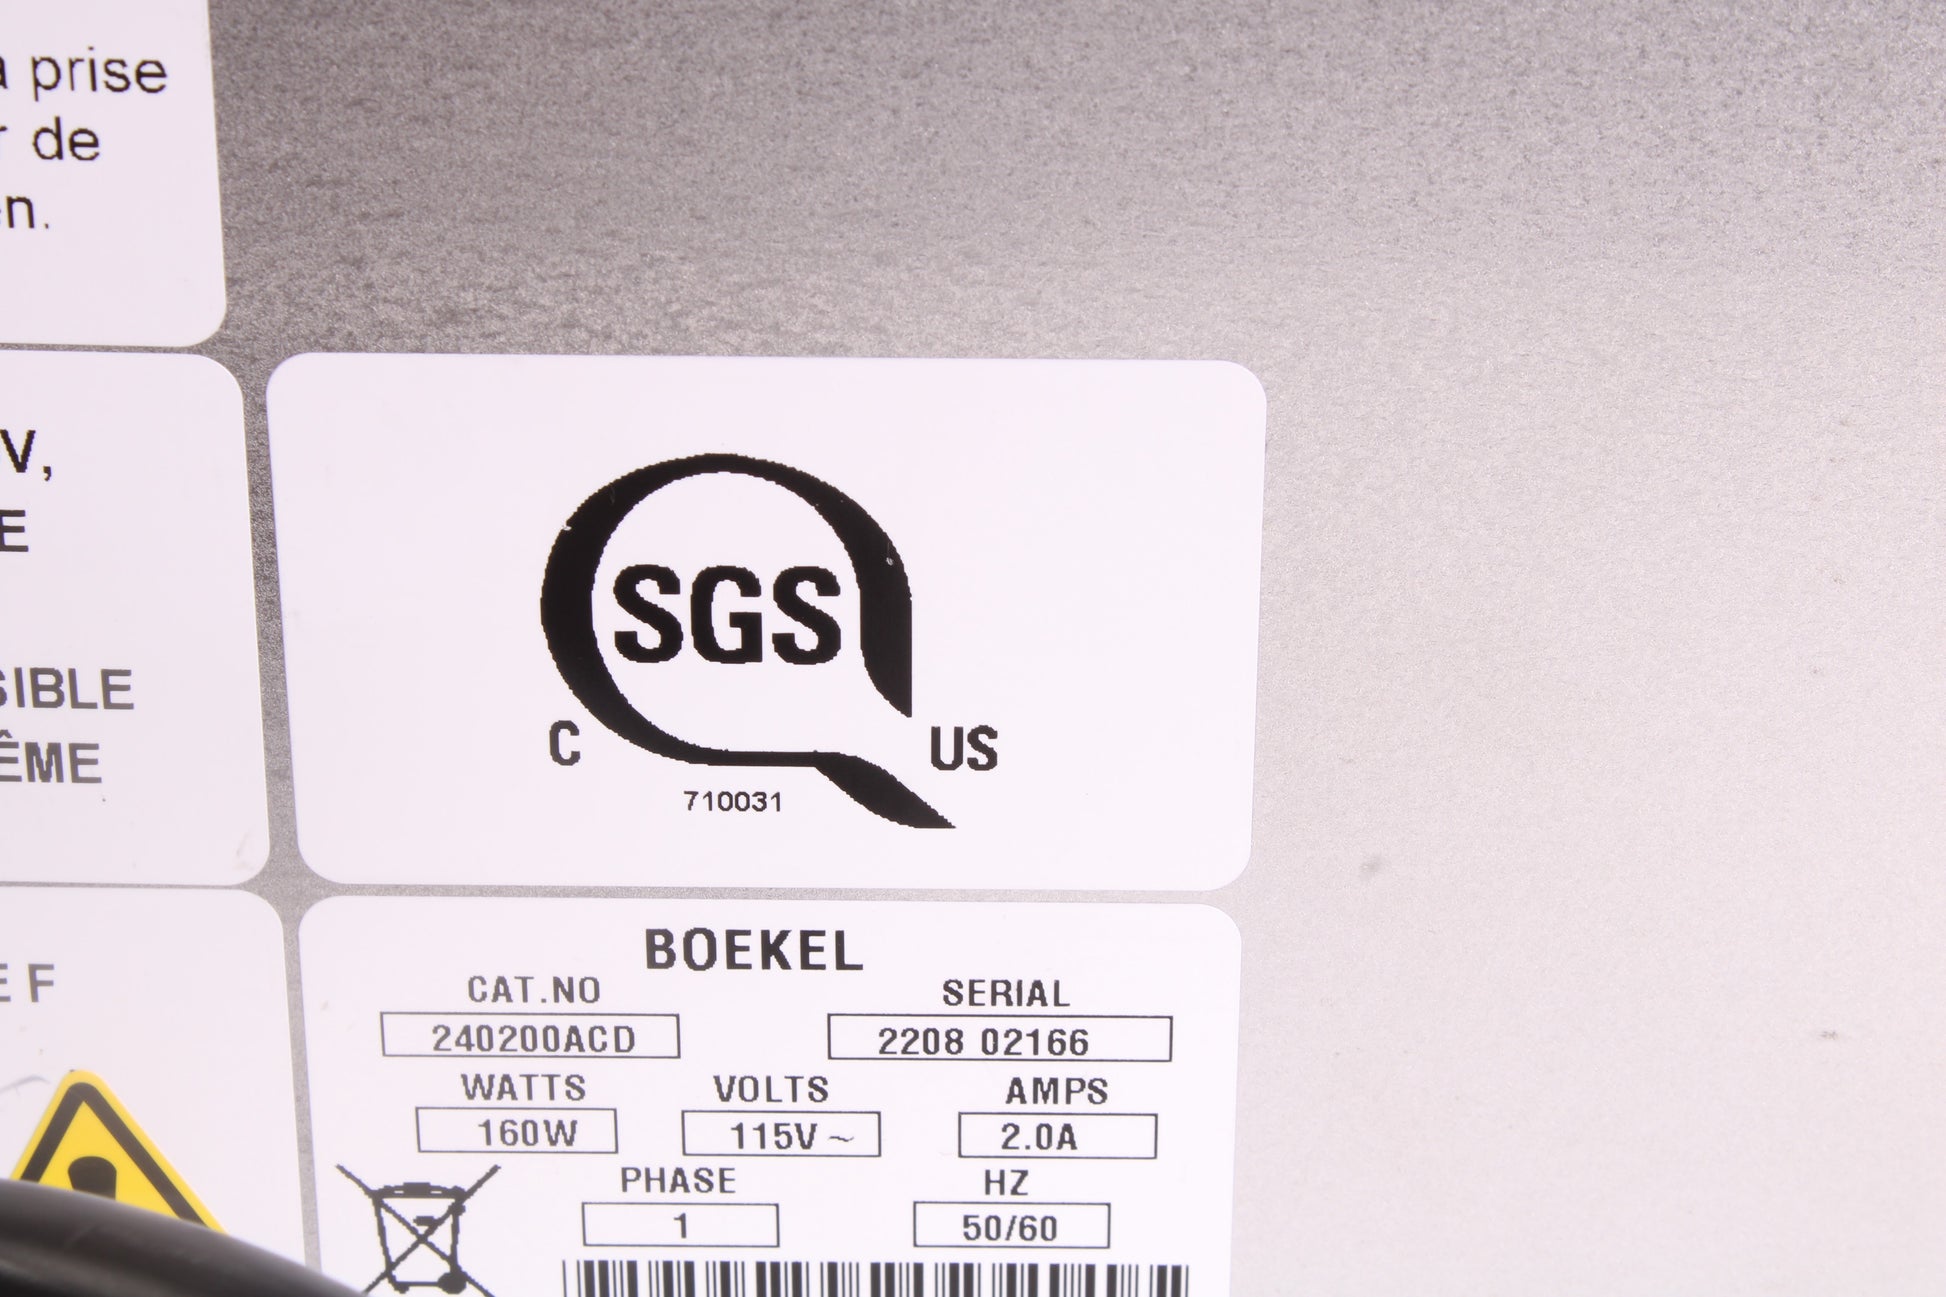 prise
de
V,
E
ÊME
SGS
C US
710031
E F
BOEKEL
CAT.NO SERIAL
240200ACD 2208 02166
WATTS VOLTS AMPS
160W 115V ~ 2.0A
PHASE HZ
1 50/60